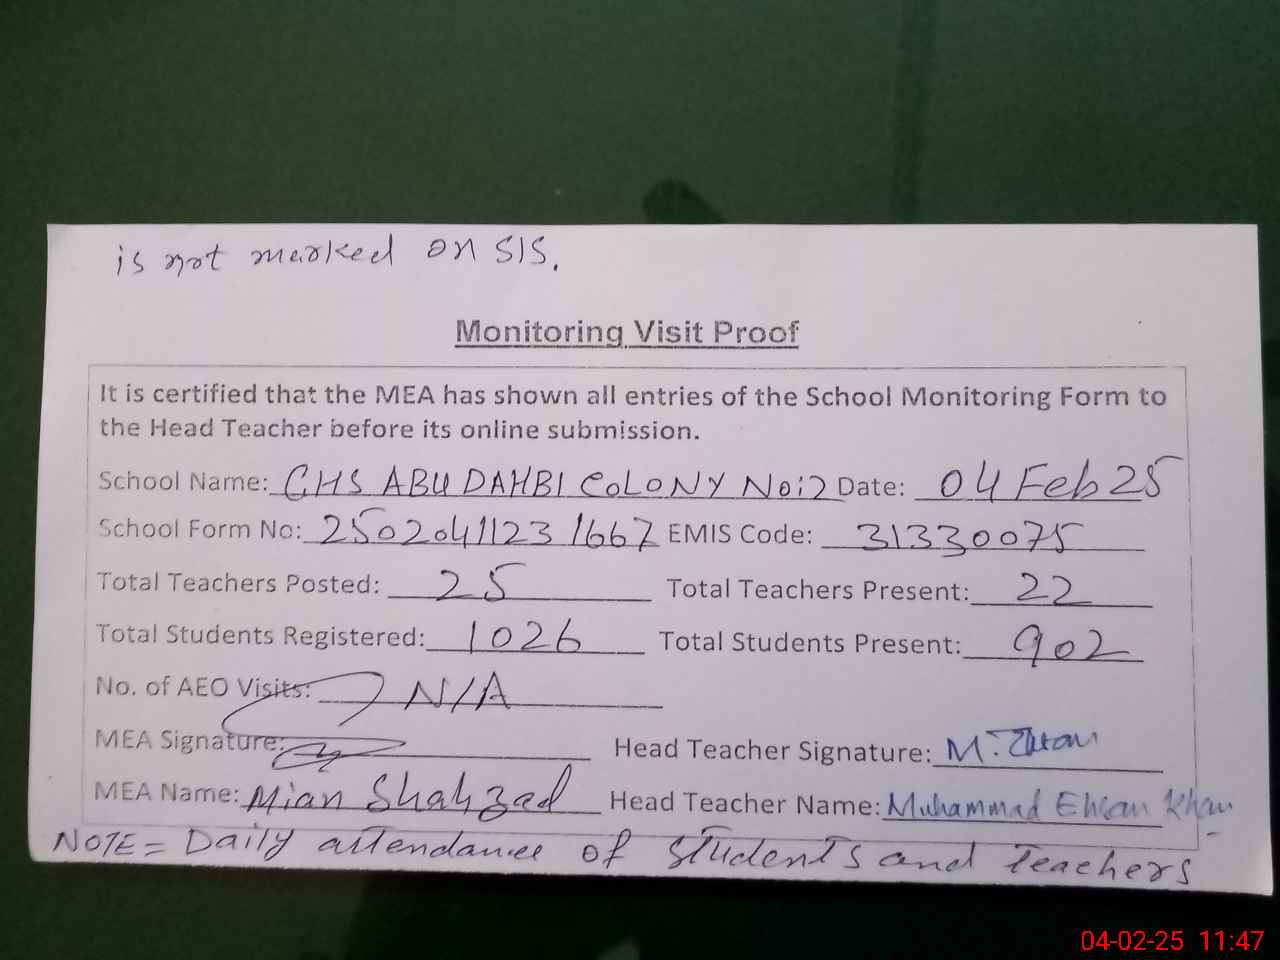 is not marked on SIS.
Monitoring Visit Proof
It is certified that the MEA has shown all entries of the School Monitoring Form to
the Head Teacher before its online submission.
School Name: GHS ABU DAHBI COLONY No:2 Date: 04 Feb 25
School Form No: 25020411231667 EMIS Code: 31330075
Total Teachers Posted: 25 Total Teachers Present: 22
Total Students Registered: 1026 Total Students Present: 902
No. of AEO Visits: N/A
MEA Signature: Head Teacher Signature: M.
MEA Name: Mian Shahzad Head Teacher Name: Muhammad Ehsan Khan
NOTE = Daily attendance of students and teachers
04-02-25 11:47